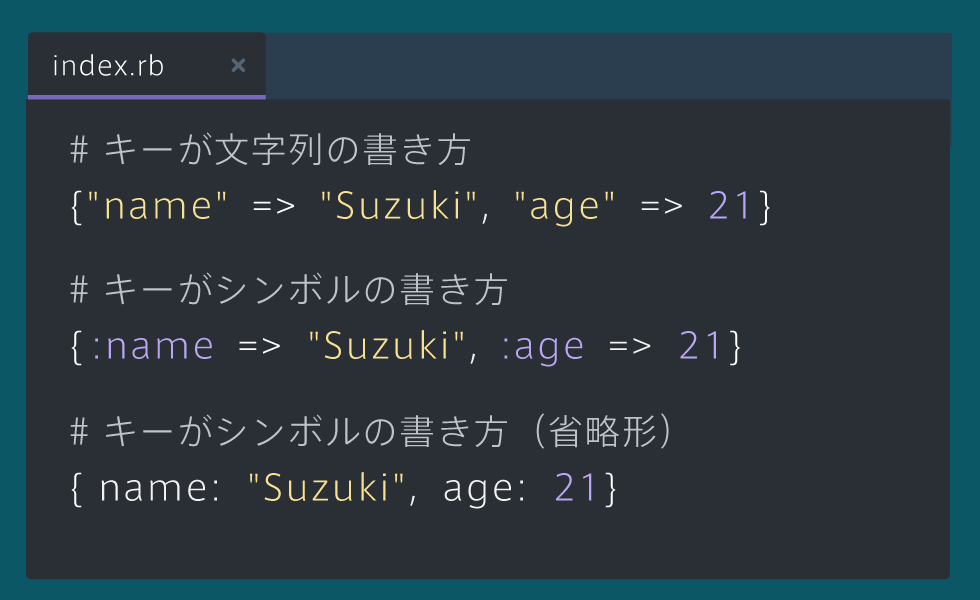 index.rb ×
# キーが文字列の書き方
{"name" => "Suzuki", "age" => 21}
# キーがシンボルの書き方
{:name => "Suzuki", :age => 21}
# キーがシンボルの書き方（省略形）
{ name: "Suzuki", age: 21}